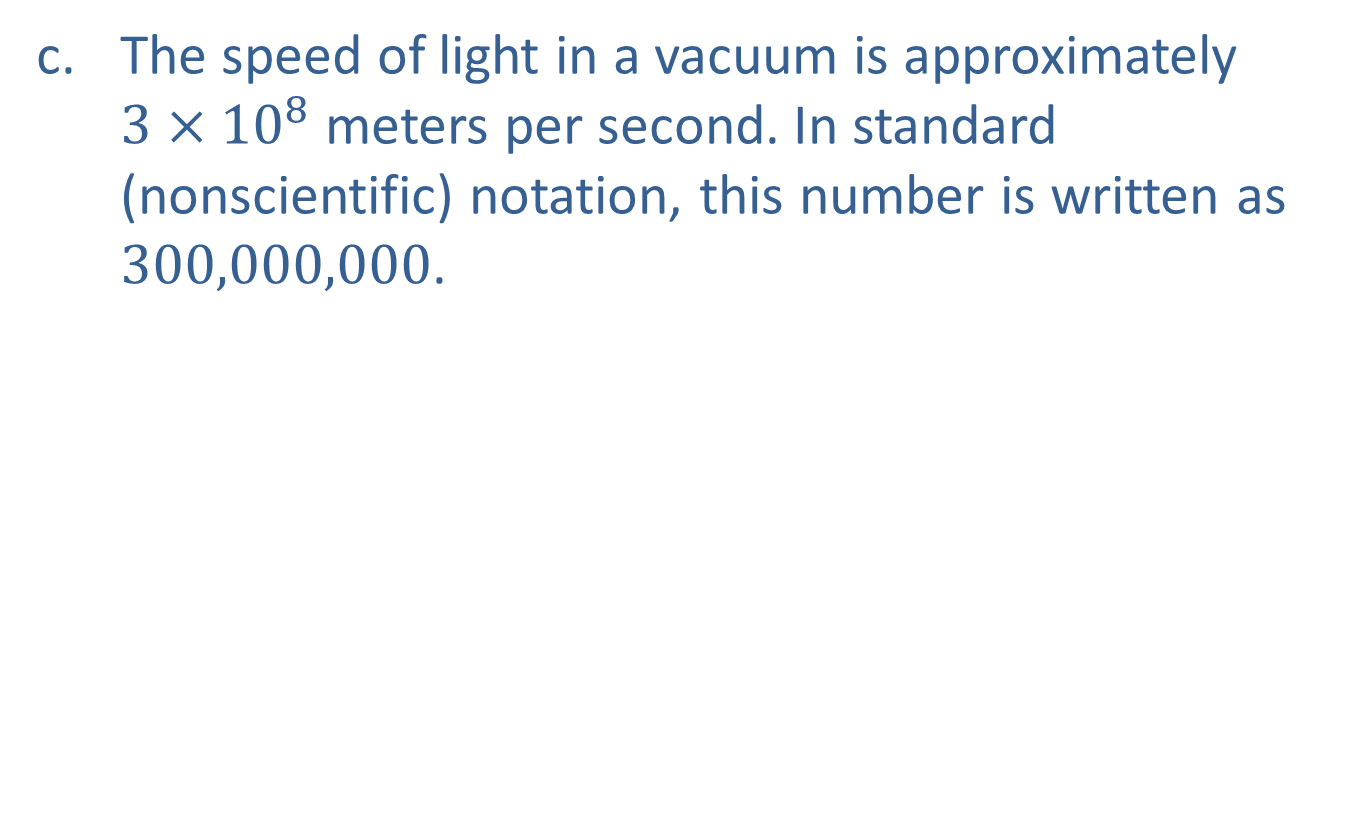 c. The speed of light in a vacuum is approximately
3 × 10⁸ meters per second. In standard
(nonscientific) notation, this number is written as
300,000,000.